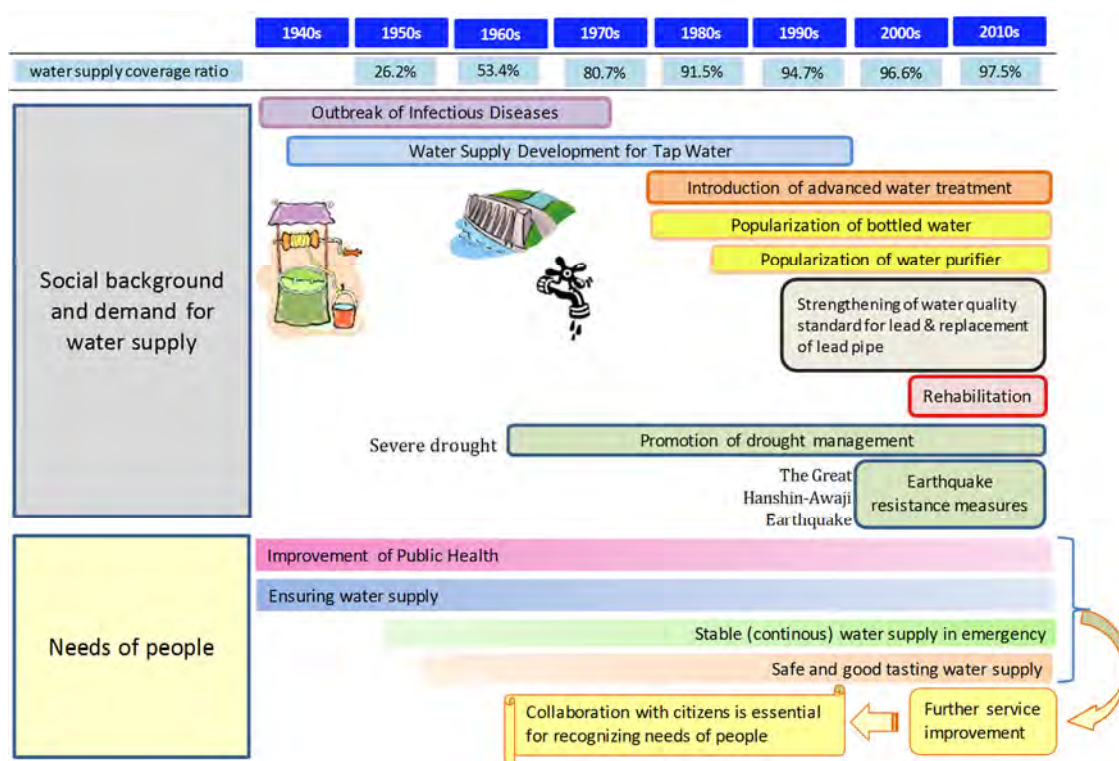 1940s 1950s 1960s 1970s 1980s 1990s 2000s 2010s
water supply coverage ratio 26.2% 53.4% 80.7% 91.5% 94.7% 96.6% 97.5%
Social background
and demand for
water supply
Outbreak of Infectious Diseases
Water Supply Development for Tap Water
Introduction of advanced water treatment
Popularization of bottled water
Popularization of water purifier
Strengthening of water quality
standard for lead & replacement
of lead pipe
Rehabilitation
Severe drought
Promotion of drought management
The Great
Hanshin-Awaji
Earthquake
Earthquake
resistance measures
Needs of people
Improvement of Public Health
Ensuring water supply
Stable (continous) water supply in emergency
Safe and good tasting water supply
Collaboration with citizens is essential
for recognizing needs of people
Further service
improvement